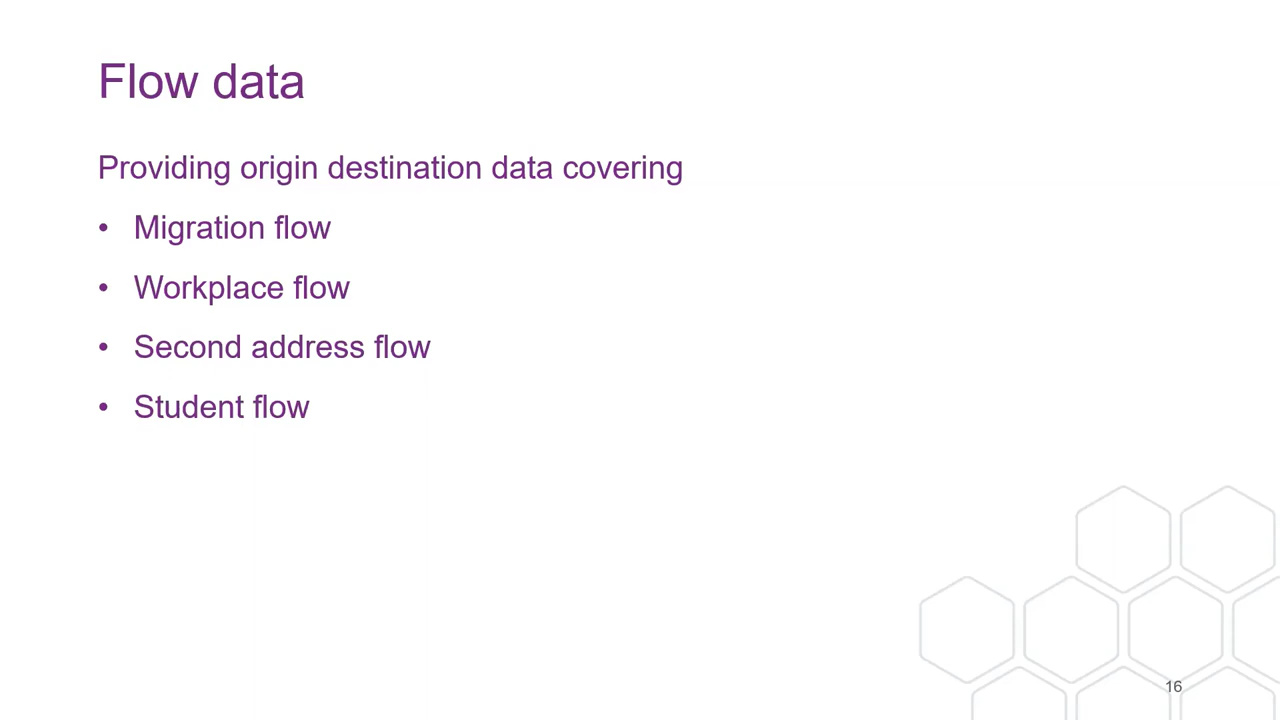 Flow data
Providing origin destination data covering
• Migration flow
• Workplace flow
• Second address flow
• Student flow
16